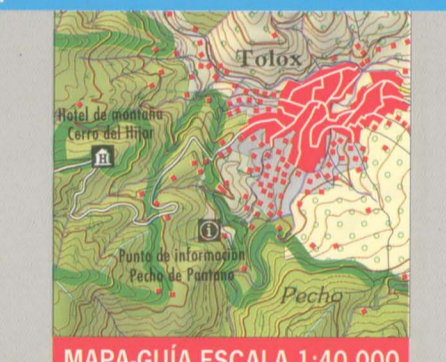 Tolox
Hotel de montaña
Cerro del Hijar
H
i
Punto de información
Pecho de Pantano
Pecho
MAPA-GUÍA ESCALA 1:40.000